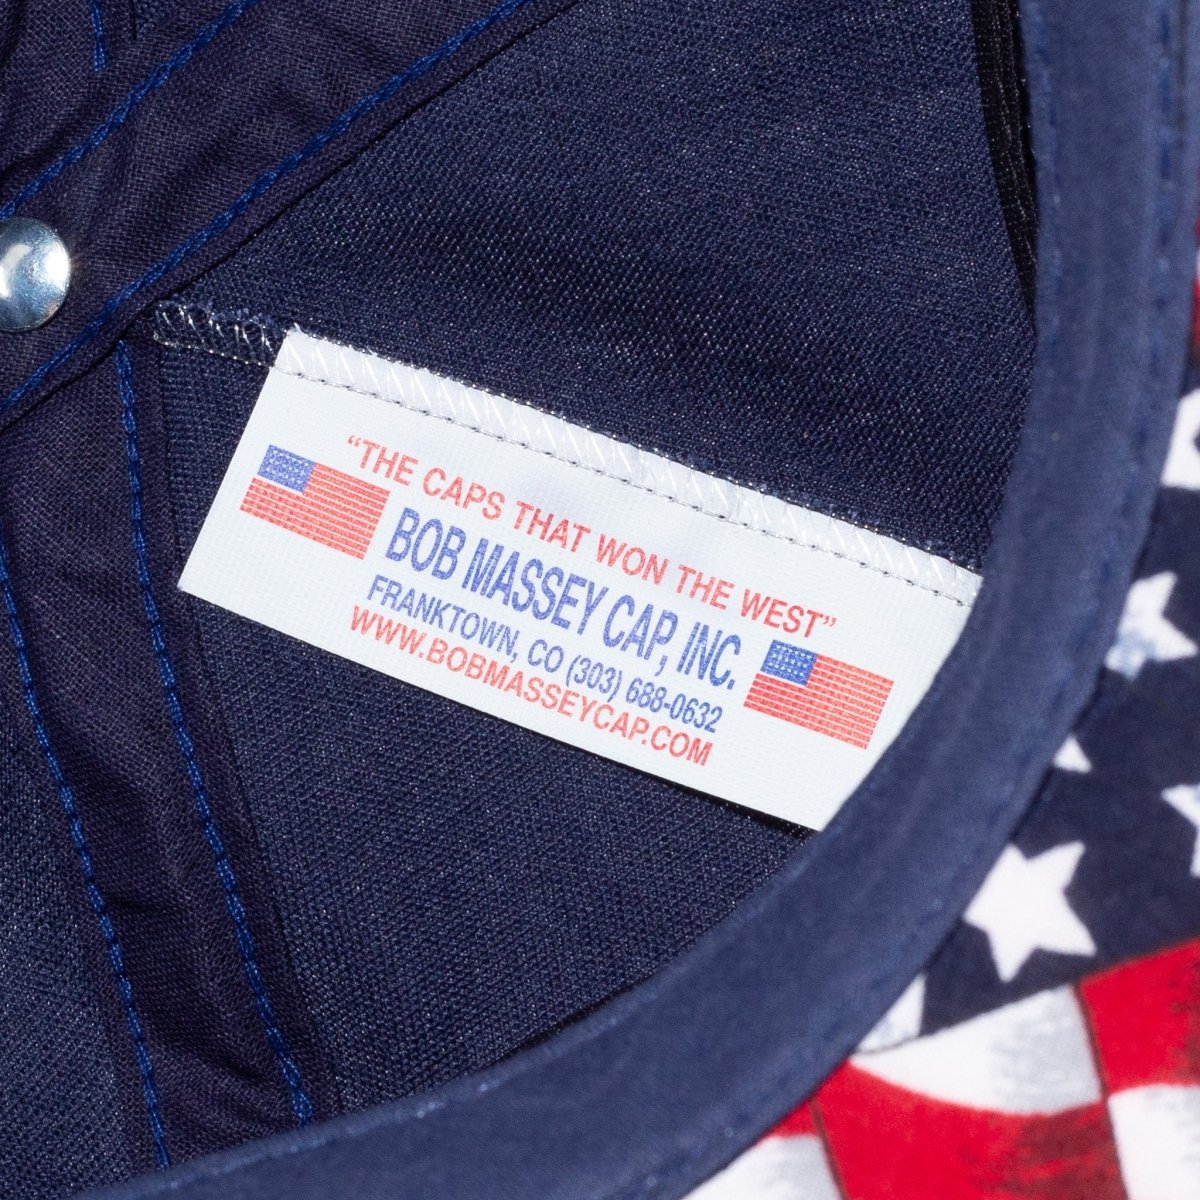 “THE CAPS THAT WON THE WEST”
BOB MASSEY CAP, INC.
FRANKTOWN, CO (303) 688-0632
WWW.BOBMASSEYCAP.COM